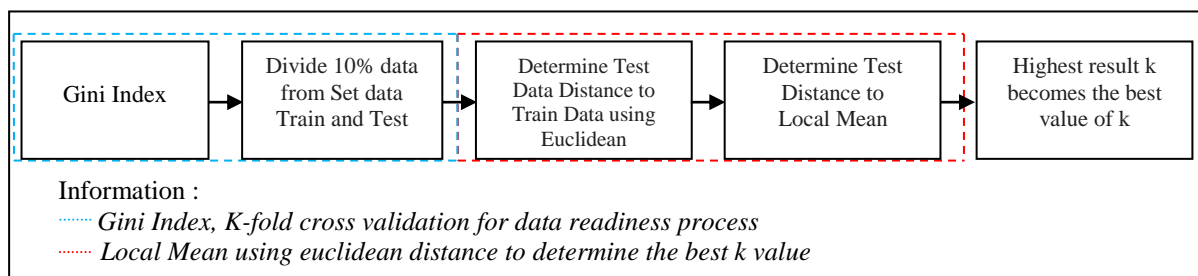 Gini Index
Divide 10% data
from Set data
Train and Test
Determine Test
Data Distance to
Train Data using
Euclidean
Determine Test
Distance to
Local Mean
Highest result k
becomes the best
value of k
Information :
Gini Index, K-fold cross validation for data readiness process
Local Mean using euclidean distance to determine the best k value